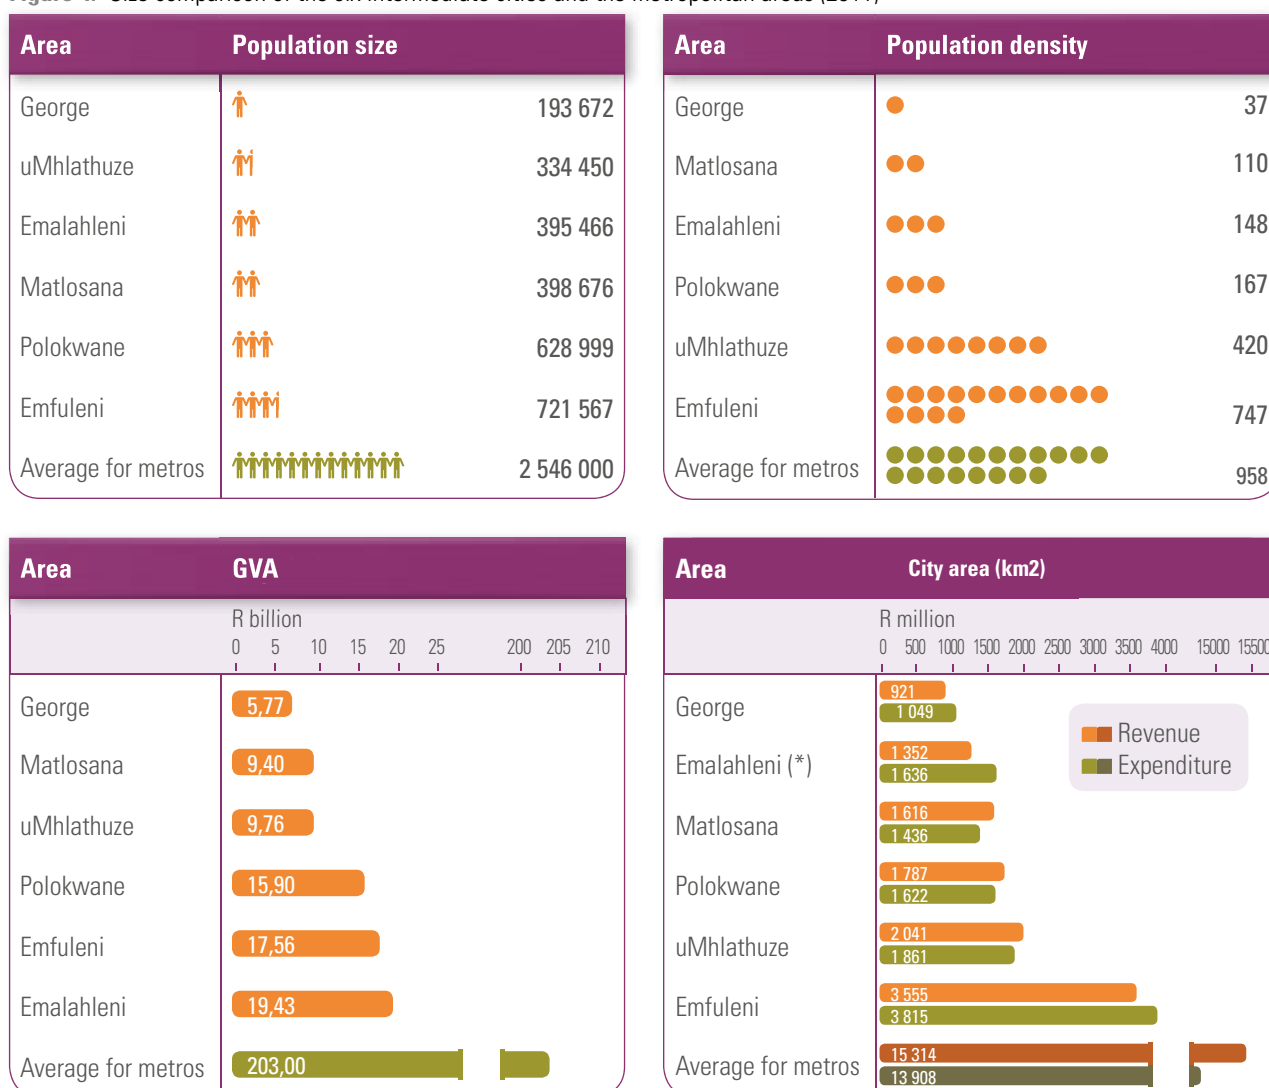 Area Population size
George 193 672
uMhlathuze 334 450
Emalahleni 395 466
Matlosana 398 676
Polokwane 628 999
Emfuleni 721 567
Average for metros 2 546 000
Area Population density
George 37
Matlosana 110
Emalahleni 148
Polokwane 167
uMhlathuze 420
Emfuleni 747
Average for metros 958
Area GVA
R billion
0 5 10 15 20 25 200 205 210
George 5,77
Matlosana 9,40
uMhlathuze 9,76
Polokwane 15,90
Emfuleni 17,56
Emalahleni 19,43
Average for metros 203,00
Area City area (km2)
R million
0 500 1000 1500 2000 2500 3000 3500 4000 15000 15500
George 921
1 049
Revenue
Expenditure
Emalahleni (*) 1 352
1 636
Matlosana 1 616
1 436
Polokwane 1 787
1 622
uMhlathuze 2 041
1 861
Emfuleni 3 555
3 815
Average for metros 15 314
13 908